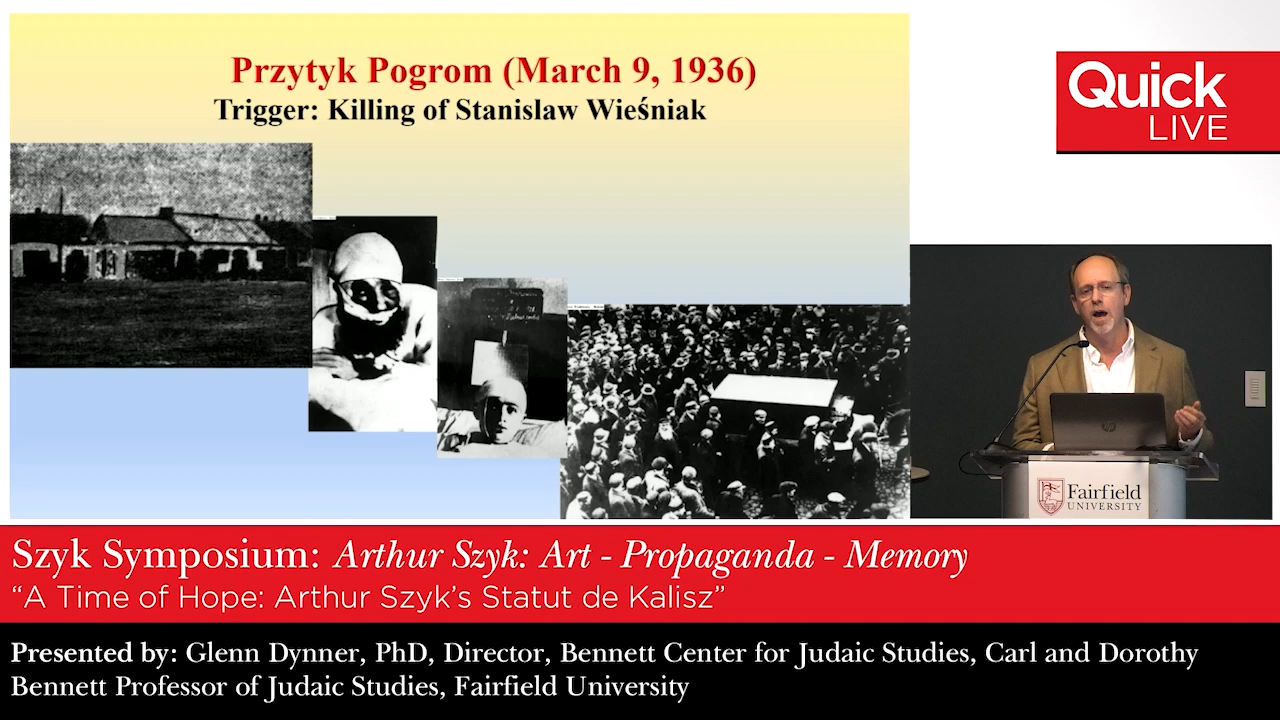 Przytyk Pogrom (March 9, 1936)
Trigger: Killing of Stanislaw Wieśniak
Quick
LIVE
hp
Fairfield
UNIVERSITY
Szyk Symposium: Arthur Szyk: Art - Propaganda - Memory
“A Time of Hope: Arthur Szyk’s Statut de Kalisz”
Presented by: Glenn Dynner, PhD, Director, Bennett Center for Judaic Studies, Carl and Dorothy
Bennett Professor of Judaic Studies, Fairfield University